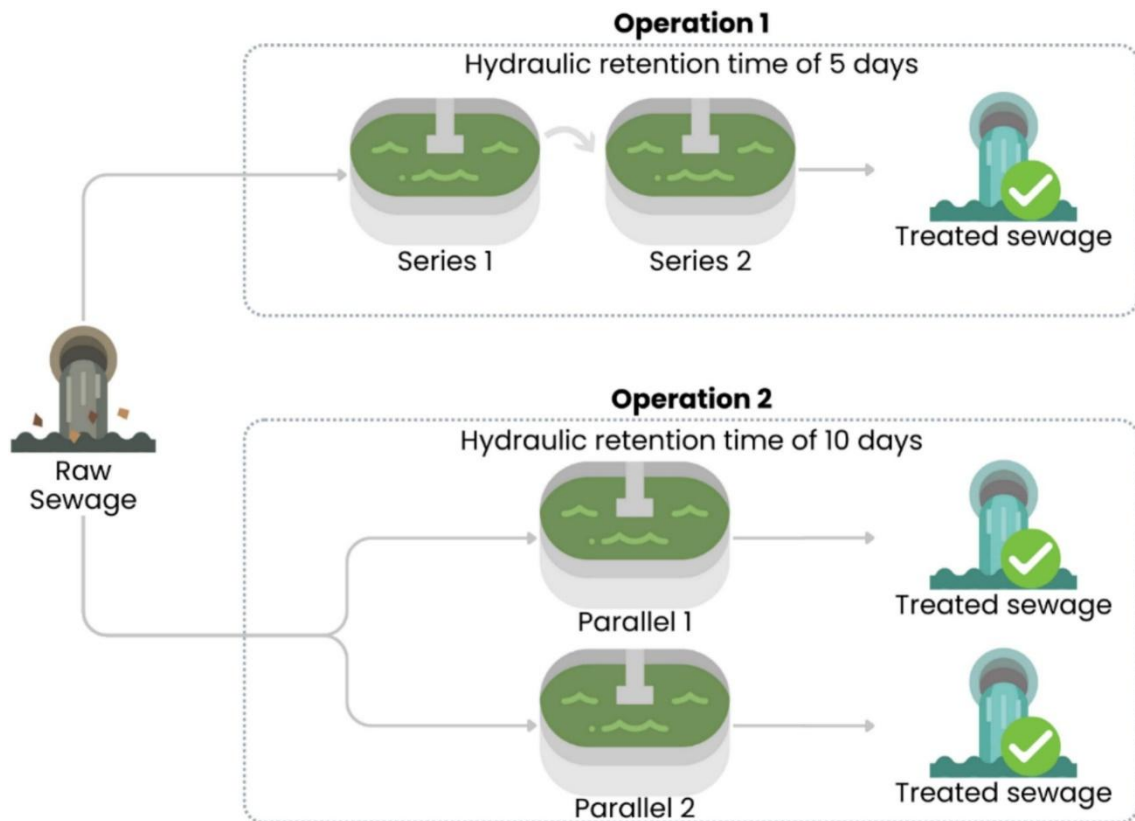 Operation 1
Hydraulic retention time of 5 days
Series 1
Series 2
Treated sewage
Raw
Sewage
Operation 2
Hydraulic retention time of 10 days
Parallel 1
Treated sewage
Parallel 2
Treated sewage